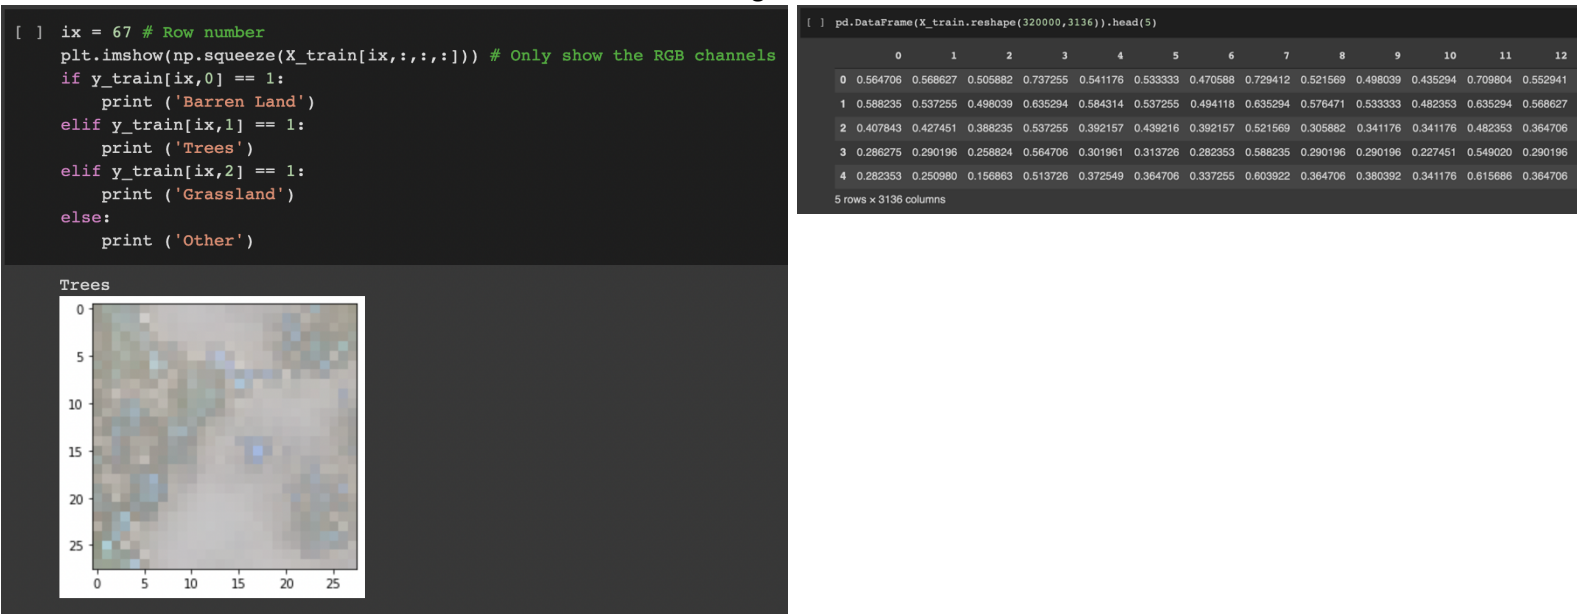 [ ] ix = 67 # Row number
plt.imshow(np.squeeze(X_train[ix,:,:,:])) # Only show the RGB channels
if y_train[ix,0] == 1:
    print ('Barren Land')
elif y_train[ix,1] == 1:
    print ('Trees')
elif y_train[ix,2] == 1:
    print ('Grassland')
else:
    print ('Other')
Trees
0
5
10
15
20
25
0 5 10 15 20 25
[ ] pd.DataFrame(X_train.reshape(320000,3136)).head(5)
0 1 2 3 4 5 6 7 8 9 10 11 12
0 0.564706 0.568627 0.505882 0.737255 0.541176 0.533333 0.470588 0.729412 0.521569 0.498039 0.435294 0.709804 0.552941
1 0.588235 0.537255 0.498039 0.635294 0.584314 0.537255 0.494118 0.635294 0.576471 0.533333 0.482353 0.635294 0.568627
2 0.407843 0.427451 0.388235 0.537255 0.392157 0.439216 0.392157 0.521569 0.305882 0.341176 0.341176 0.482353 0.364706
3 0.286275 0.290196 0.258824 0.564706 0.301961 0.313726 0.282353 0.588235 0.290196 0.290196 0.227451 0.549020 0.290196
4 0.282353 0.250980 0.156863 0.513726 0.372549 0.364706 0.337255 0.603922 0.364706 0.380392 0.341176 0.615686 0.364706
5 rows × 3136 columns